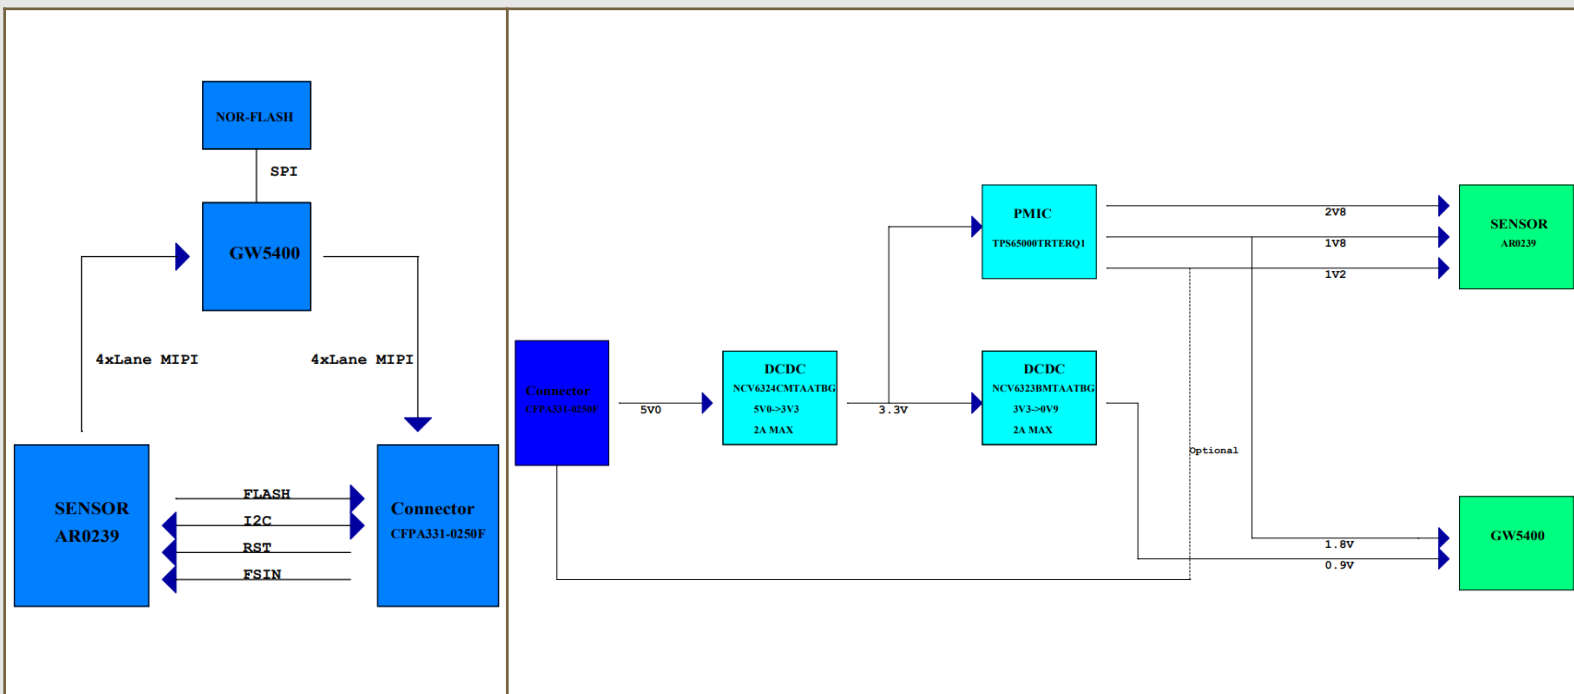 NOR-FLASH
SPI
GW5400
4xLane MIPI
4xLane MIPI
SENSOR
AR0239
FLASH
I2C
RST
FSIN
Connector
CFPA331-0250F
Connector
CFPA331-0250F
5V0
DCDC
NCV6324CMTAATBG
5V0->3V3
2A MAX
3.3V
PMIC
TPS65000TRTERQ1
DCDC
NCV6323BMTAATBG
3V3->0V9
2A MAX
2V8
1V8
1V2
SENSOR
AR0239
Optional
1.8V
0.9V
GW5400